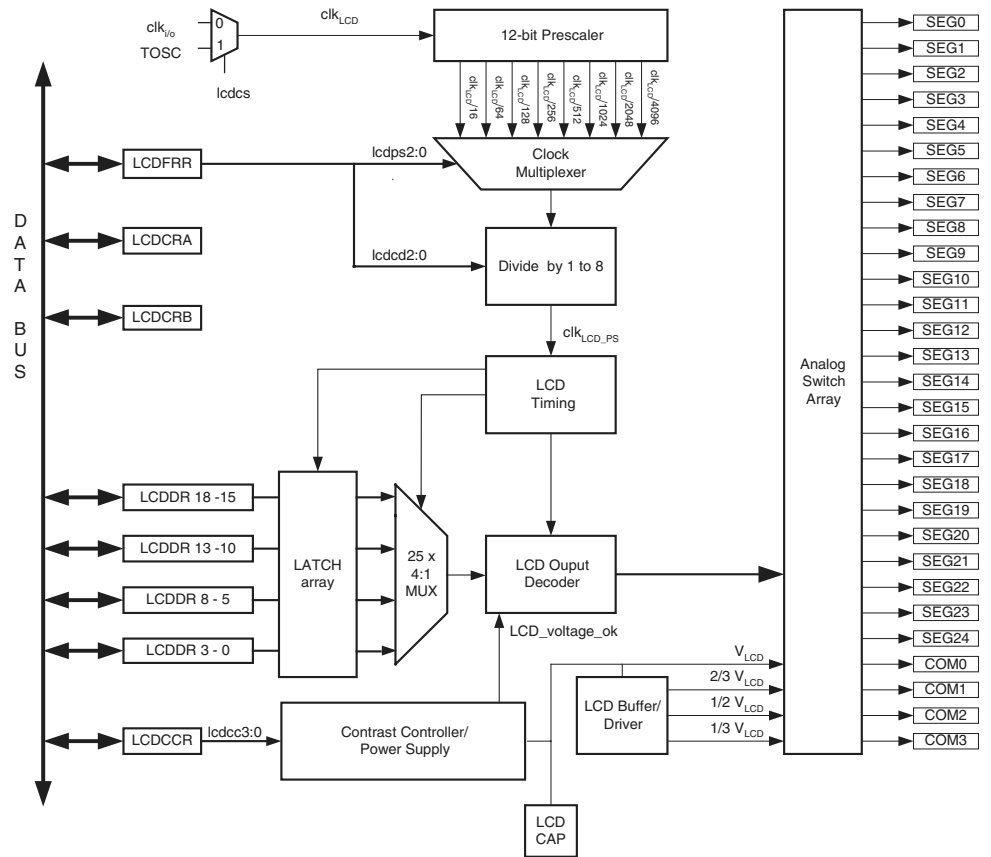 clk_i/o
0
1
TOSC
lcdcs
clk_LCD
12-bit Prescaler
clk_LCD/16
clk_LCD/64
clk_LCD/128
clk_LCD/256
clk_LCD/512
clk_LCD/1024
clk_LCD/2048
clk_LCD/4096
Clock
Multiplexer
DATA BUS
LCDFRR
lcdps2:0
LCDCRA
lcdcd2:0
Divide by 1 to 8
LCDCRB
clk_LCD_PS
LCD
Timing
LCDDR 18 -15
LCDDR 13 -10
LCDDR 8 - 5
LCDDR 3 - 0
LATCH
array
25 x
4:1
MUX
LCD Ouput
Decoder
LCD_voltage_ok
LCDCCR
lcdcc3:0
Contrast Controller/
Power Supply
LCD
CAP
LCD Buffer/
Driver
V_LCD
2/3 V_LCD
1/2 V_LCD
1/3 V_LCD
Analog
Switch
Array
SEG0
SEG1
SEG2
SEG3
SEG4
SEG5
SEG6
SEG7
SEG8
SEG9
SEG10
SEG11
SEG12
SEG13
SEG14
SEG15
SEG16
SEG17
SEG18
SEG19
SEG20
SEG21
SEG22
SEG23
SEG24
COM0
COM1
COM2
COM3